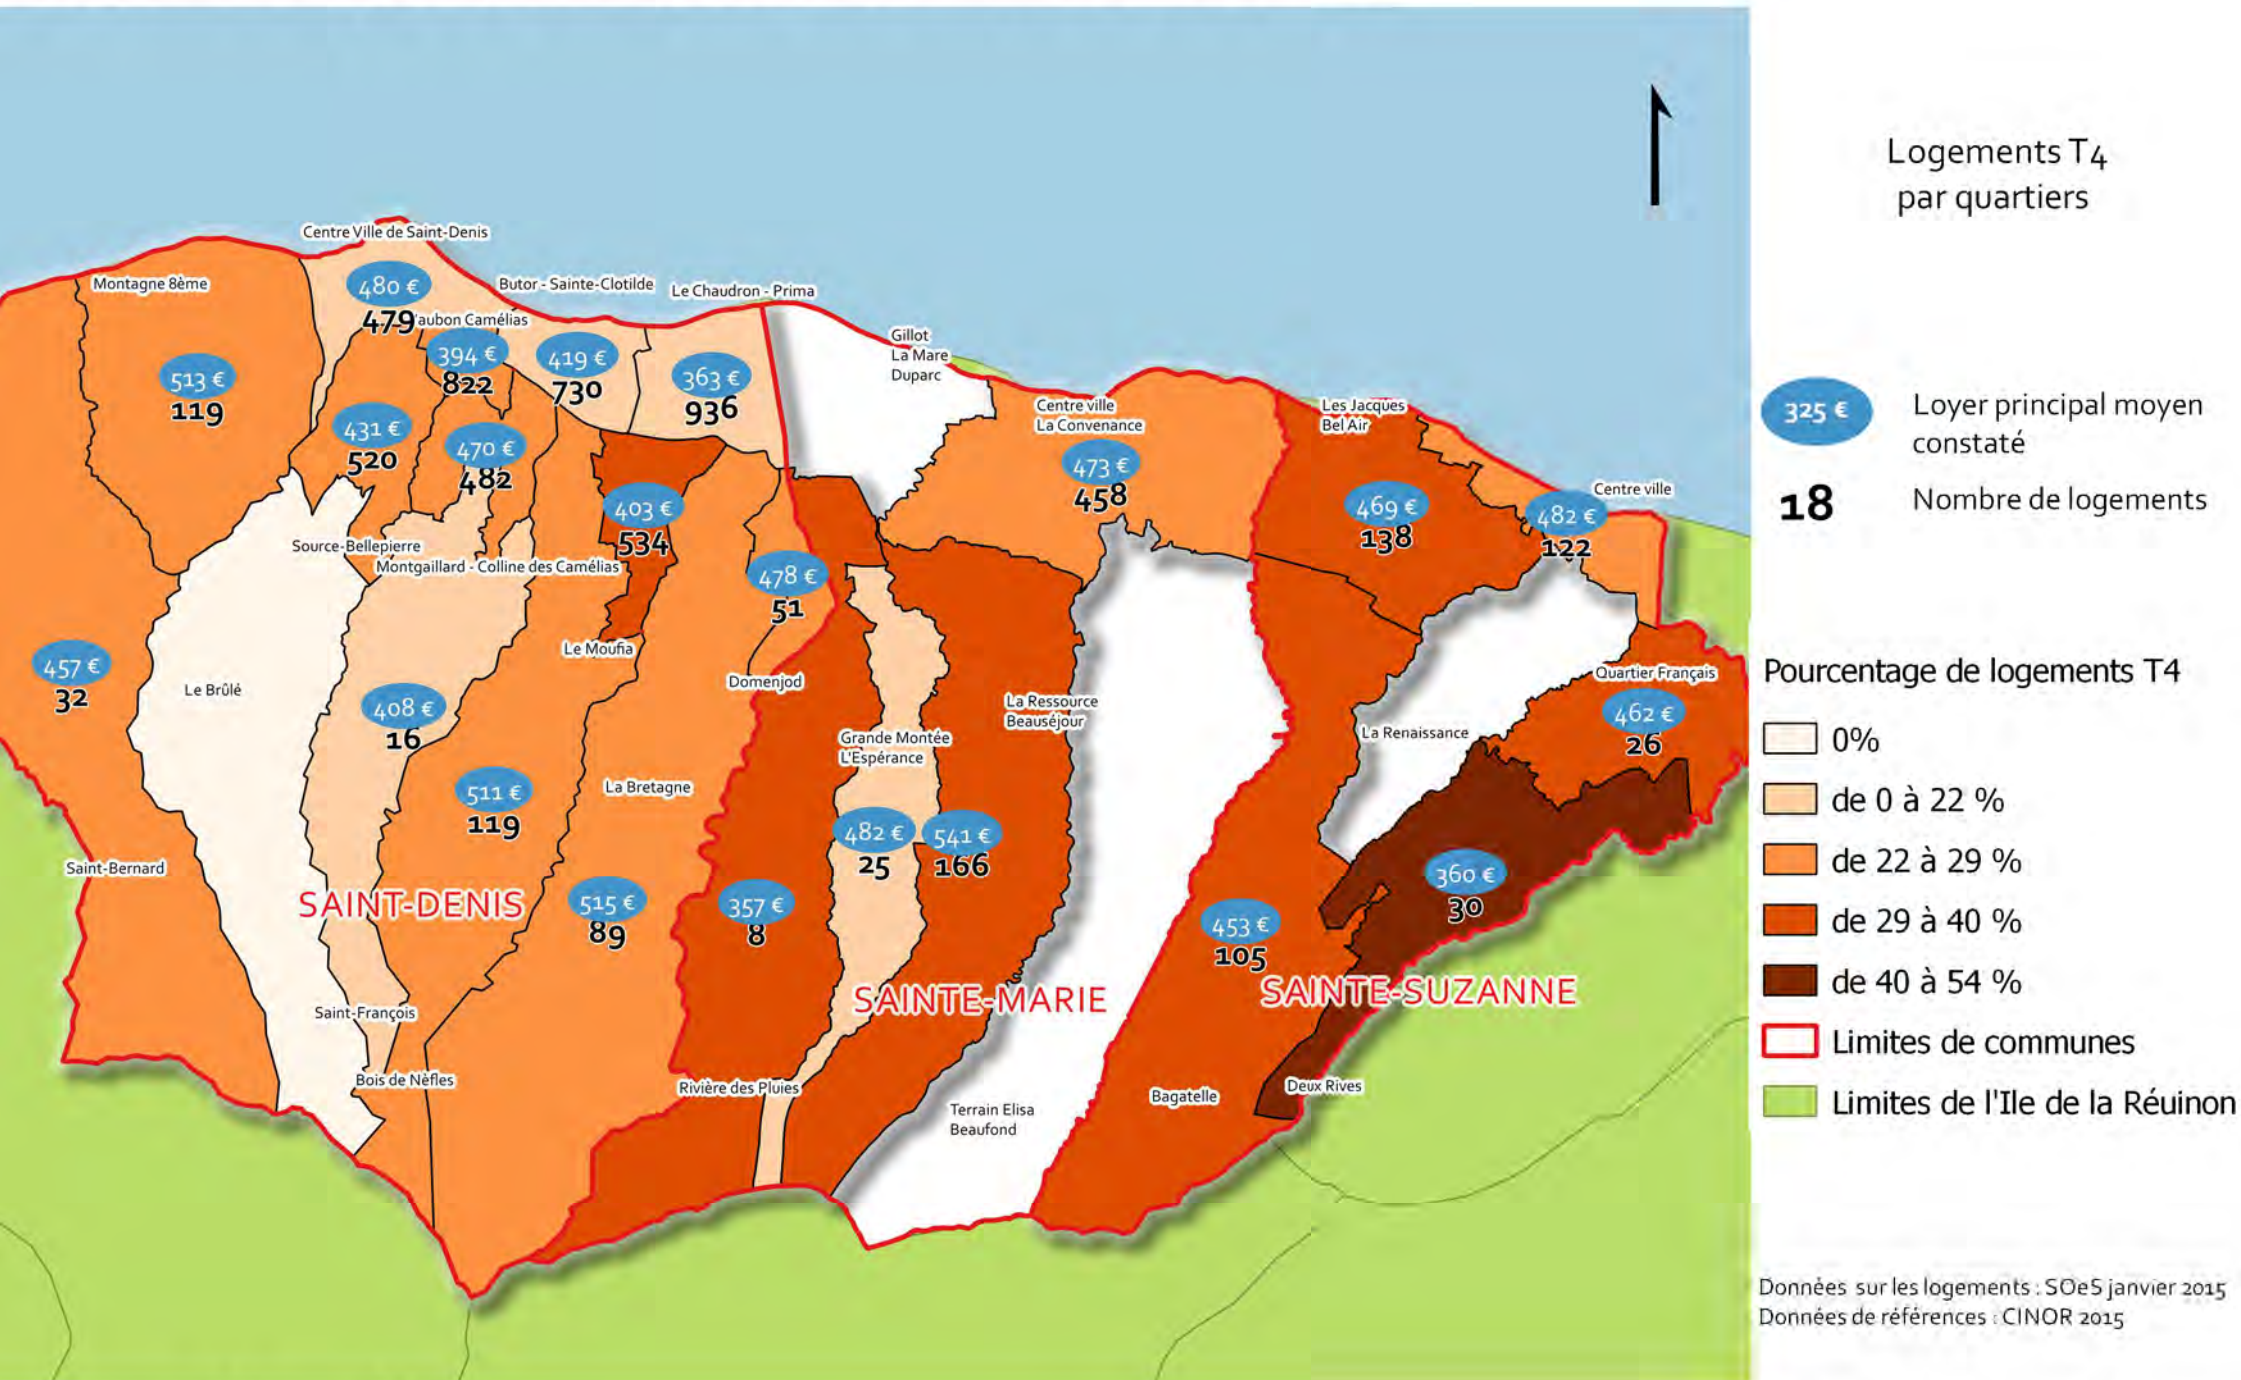 Centre Ville de Saint-Denis
Montagne 8ème
Butor - Sainte-Clotilde
Le Chaudron - Prima
480 €
479
aubon Camélias
394 €
822
419 €
730
363 €
936
513 €
119
431 €
520
470 €
482
Gillot
La Mare
Duparc
Centre ville
La Convenance
473 €
458
Les Jacques
Bel Air
469 €
138
Centre ville
482 €
122
403 €
534
Source-Bellepierre
Montgaillard - Colline des Camélias
478 €
51
457 €
32
Le Brûlé
Le Moufia
Domenjod
408 €
16
La Ressource
Beauséjour
Grande Montée
L'Espérance
La Renaissance
Quartier Français
462 €
26
511 €
119
La Bretagne
482 €
25
541 €
166
Saint-Bernard
SAINT-DENIS
515 €
89
357 €
8
453 €
105
360 €
30
SAINTE-MARIE
SAINTE-SUZANNE
Saint-François
Bois de Nèfles
Rivière des Pluies
Terrain Elisa
Beaufond
Bagatelle
Deux Rives
Logements T4
par quartiers
325 €
Loyer principal moyen
constaté
18
Nombre de logements
Pourcentage de logements T4
0%
de 0 à 22 %
de 22 à 29 %
de 29 à 40 %
de 40 à 54 %
Limites de communes
Limites de l'Ile de la Réuinon
Données sur les logements : SOeS janvier 2015
Données de références : CINOR 2015